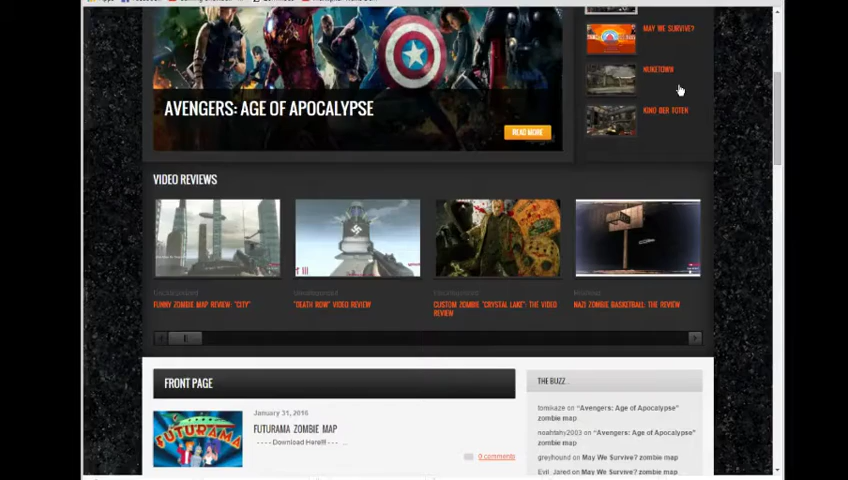 MAY WE SURVIVE?
NUKETOWN
KINO DER TOTEN
AVENGERS: AGE OF APOCALYPSE
READ MORE
VIDEO REVIEWS
Uncategorized
FUNNY ZOMBIE MAP REVIEW: "CITY"
Uncategorized
"DEATH ROW" VIDEO REVIEW
Uncategorized
CUSTOM ZOMBIE "CRYSTAL LAKE": THE VIDEO
REVIEW
NAZI ZOMBIE BASKETBALL: THE REVIEW
FRONT PAGE
THE BUZZ...
FUTURAMA
January 31, 2016
FUTURAMA ZOMBIE MAP
- - - - Download Here!!! - - - ...
0 comments
tomikaze on "Avengers: Age of Apocalypse"
zombie map
noahfahy2003 on "Avengers: Age of Apocalypse"
zombie map
greyhound on May We Survive? zombie map
Evil_Jared on May We Survive? zombie map